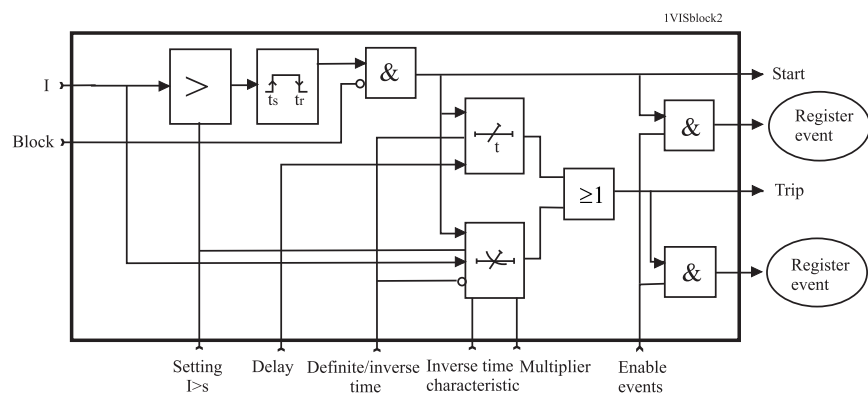 1VISblock2
I
>
ts tr
&
Start
Block
t
&
Register
event
≥1
Trip
&
Register
event
Setting
I>s
Delay
Definite/inverse
time
Inverse time
characteristic
Multiplier
Enable
events